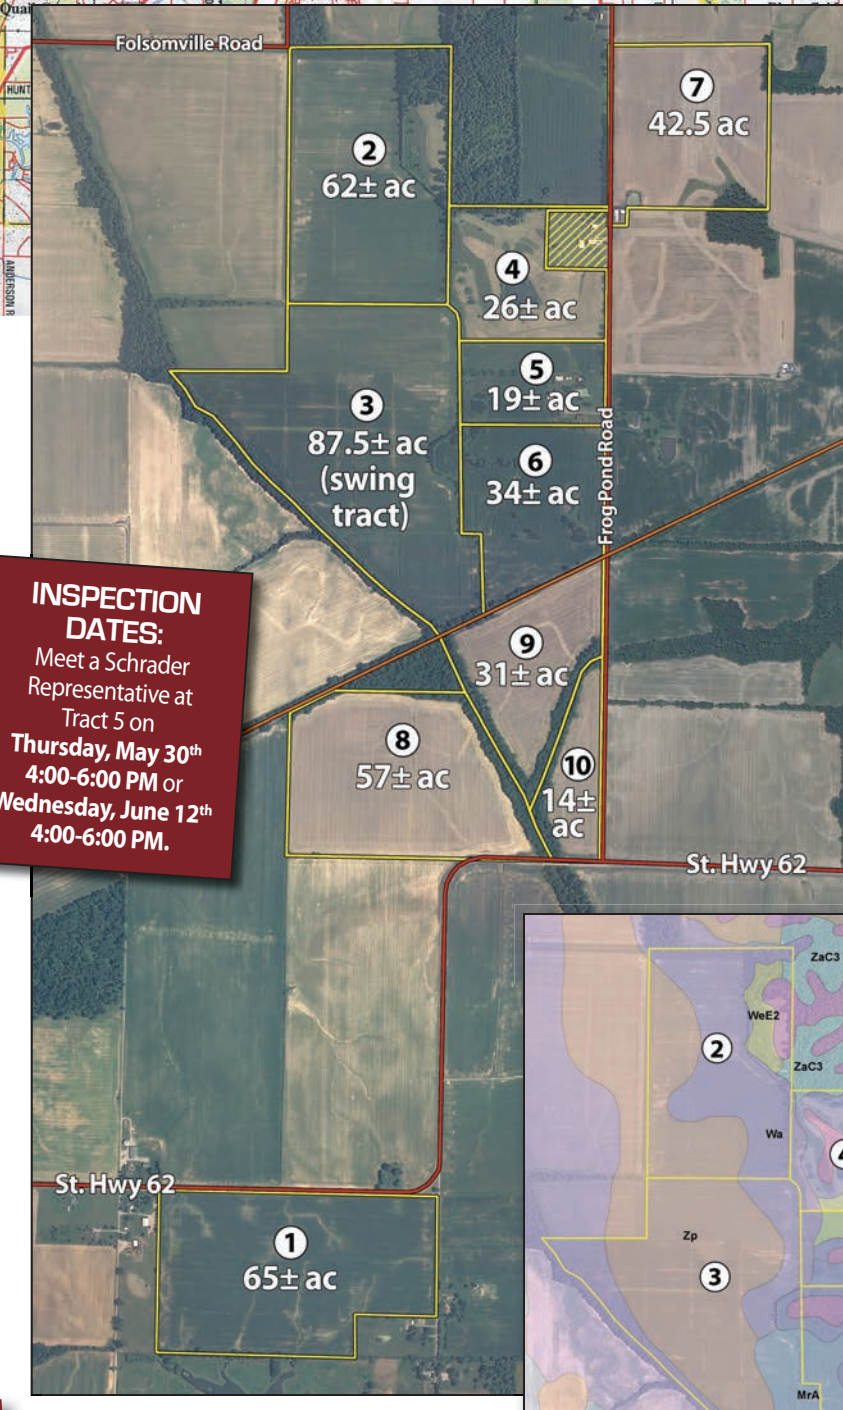 Quai
HUNT
ANDERSON R
Folsomville Road
7
42.5 ac
2
62± ac
4
26± ac
5
19± ac
3
87.5± ac
(swing
tract)
6
34± ac
Frog Pond Road
INSPECTION
DATES:
Meet a Schrader
Representative at
Tract 5 on
Thursday, May 30th
4:00-6:00 PM or
Wednesday, June 12th
4:00-6:00 PM.
9
31± ac
8
57± ac
10
14±
ac
St. Hwy 62
St. Hwy 62
1
65± ac
ZaC3
WeE2
2
ZaC3
Wa
4
Zp
3
MrA